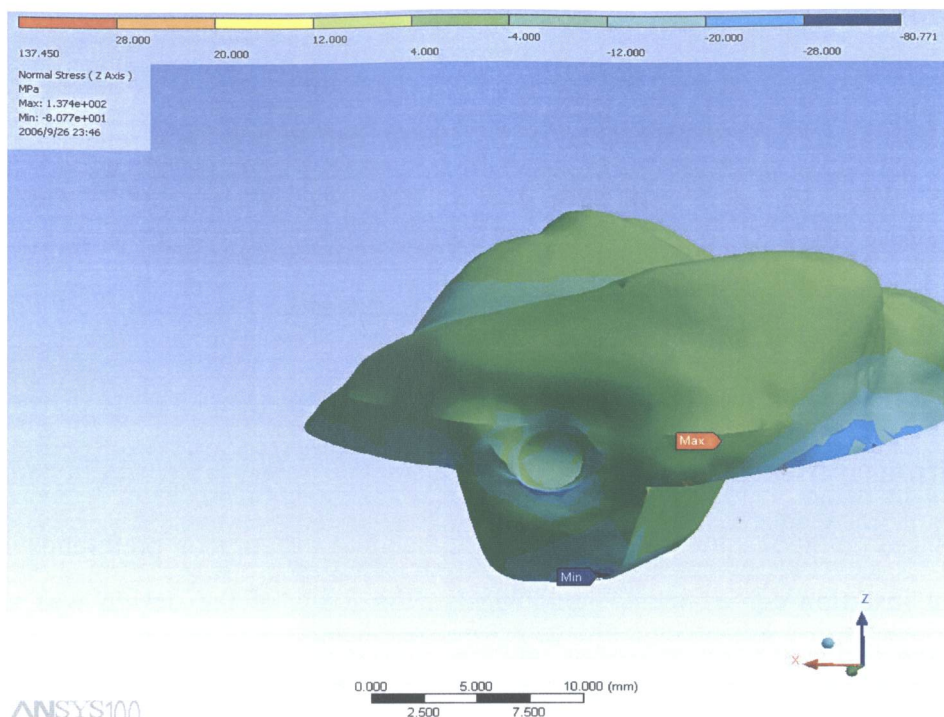 28.000 12.000 -4.000 -20.000 -80.771
137.450 20.000 4.000 -12.000 -28.000
Normal Stress ( Z Axis )
MPa
Max: 1.374e+002
Min: -8.077e+001
2006/9/26 23:46
Max
Min
Z
X
0.000 5.000 10.000 (mm)
2.500 7.500
ANSYS100